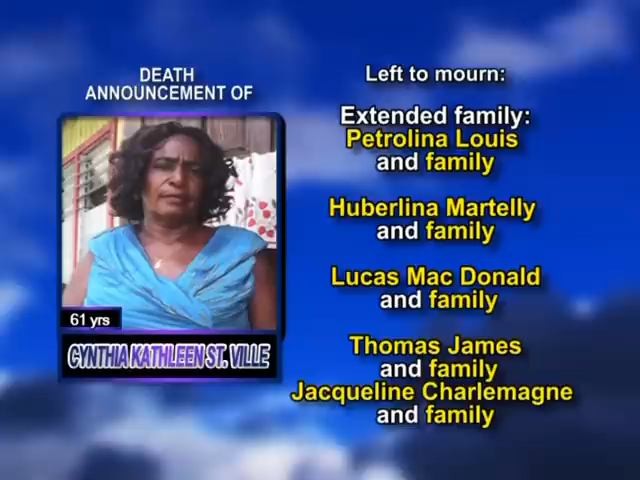 DEATH
ANNOUNCEMENT OF
61 yrs
CYNTHIA KATHLEEN ST. VILLE
Left to mourn:
Extended family:
Petrolina Louis
and family
Huberlina Martelly
and family
Lucas Mac Donald
and family
Thomas James
and family
Jacqueline Charlemagne
and family